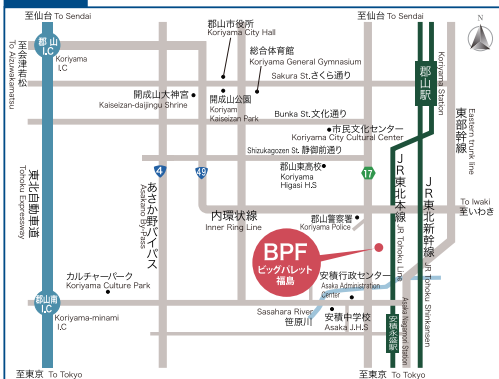 至仙台 To Sendai
至仙台 To Sendai
N
郡山
I.C
Koriyama
I.C
至会津若松
To Aizuwakamatsu
郡山市役所
Koriyama City Hall
総合体育館
Koriyama General Gymnasium
Sakura St. さくら通り
開成山大神宮
Kaiseizan-daijingu Shrine
開成山公園
Koriyam
Kaiseizan Park
Bunka St. 文化通り
市民文化センター
Koriyama City Cultural Center
Shizukagozen St. 静御前通り
郡山駅
Koriyama Station
東部幹線
Eastern trunk line
4
49
17
郡山東高校
Koriyama
Higasi H.S
東北自動車道
Tohoku Expressway
あさか野バイパス
Asakano By-Pass
内環状線
Inner Ring Line
郡山警察署
Koriyama Police
To Iwaki
至いわき
JR東北本線
JR Tohoku Line
JR東北新幹線
JR Tohoku Shinkansen
BPF
ビッグパレット
福島
カルチャーパーク
Koriyama Culture Park
安積行政センター
Asaka Administration
Center
郡山南
I.C
Koriyama-minami
I.C
Sasahara River
笹原川
安積中学校
Asaka J.H.S
安積永盛駅
Asaka Nagamori Station
至東京 To Tokyo
至東京 To Tokyo